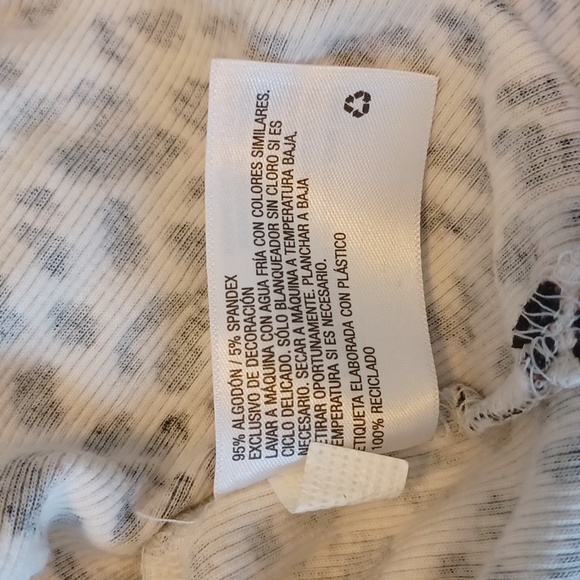 95% ALGODÓN / 5% SPANDEX
EXCLUSIVO DE DECORACIÓN
LAVAR A MÁQUINA CON AGUA FRÍA CON COLORES SIMILARES.
CICLO DELICADO. SÓLO BLANQUEADOR SIN CLORO SI ES
NECESARIO. SECAR A MÁQUINA A TEMPERATURA BAJA.
RETIRAR OPORTUNAMENTE. PLANCHAR A BAJA
TEMPERATURA SI ES NECESARIO.
ETIQUETA ELABORADA CON PLÁSTICO
100% RECICLADO